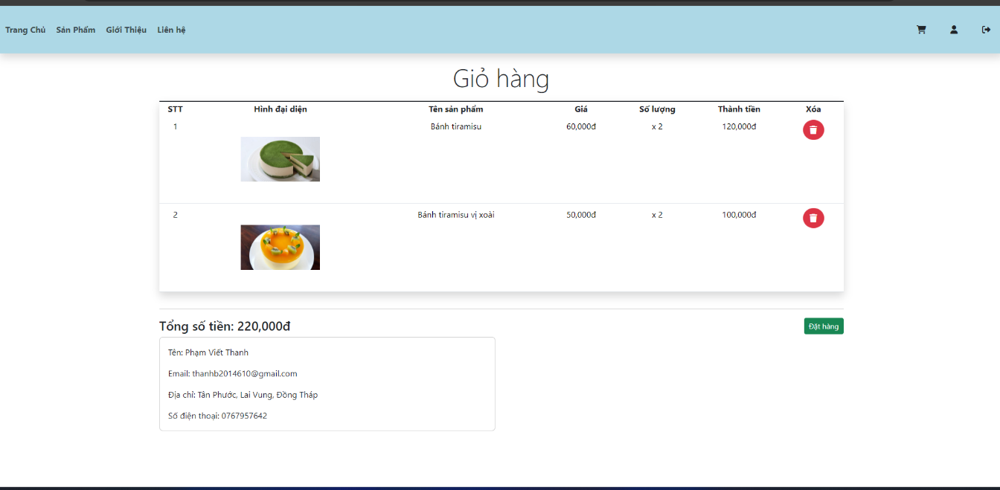 Trang Chủ Sản Phẩm Giới Thiệu Liên hệ
Giỏ hàng
STT Hình đại diện Tên sản phẩm Giá Số lượng Thành tiền Xóa
1 Bánh tiramisu 60,000đ x 2 120,000đ
2 Bánh tiramisu vị xoài 50,000đ x 2 100,000đ
Tổng số tiền: 220,000đ Đặt hàng
Tên: Phạm Viết Thanh
Email: thanhb2014610@gmail.com
Địa chỉ: Tân Phước, Lai Vung, Đồng Tháp
Số điện thoại: 0767957642